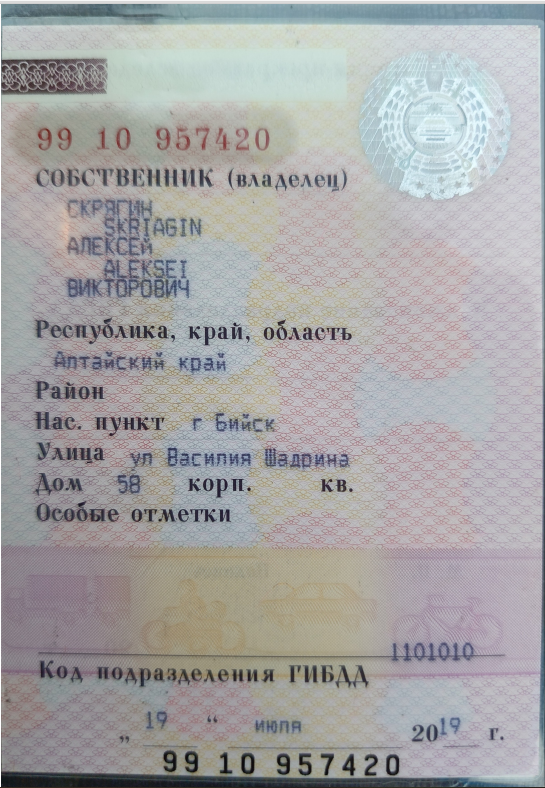 99 10 957420
СОБСТВЕННИК (владелец)
СКРЯГИН
SKRIAGIN
АЛЕКСЕЙ
ALEKSEI
ВИКТОРОВИЧ
Республика, край, область
Алтайский край
Район
Нас. пункт г Бийск
Улица ул Василия Шадрина
Дом 58 корп. кв.
Особые отметки
1101010
Код подразделения ГИБДД
„ 19 “ июля 2019 г.
99 10 957420